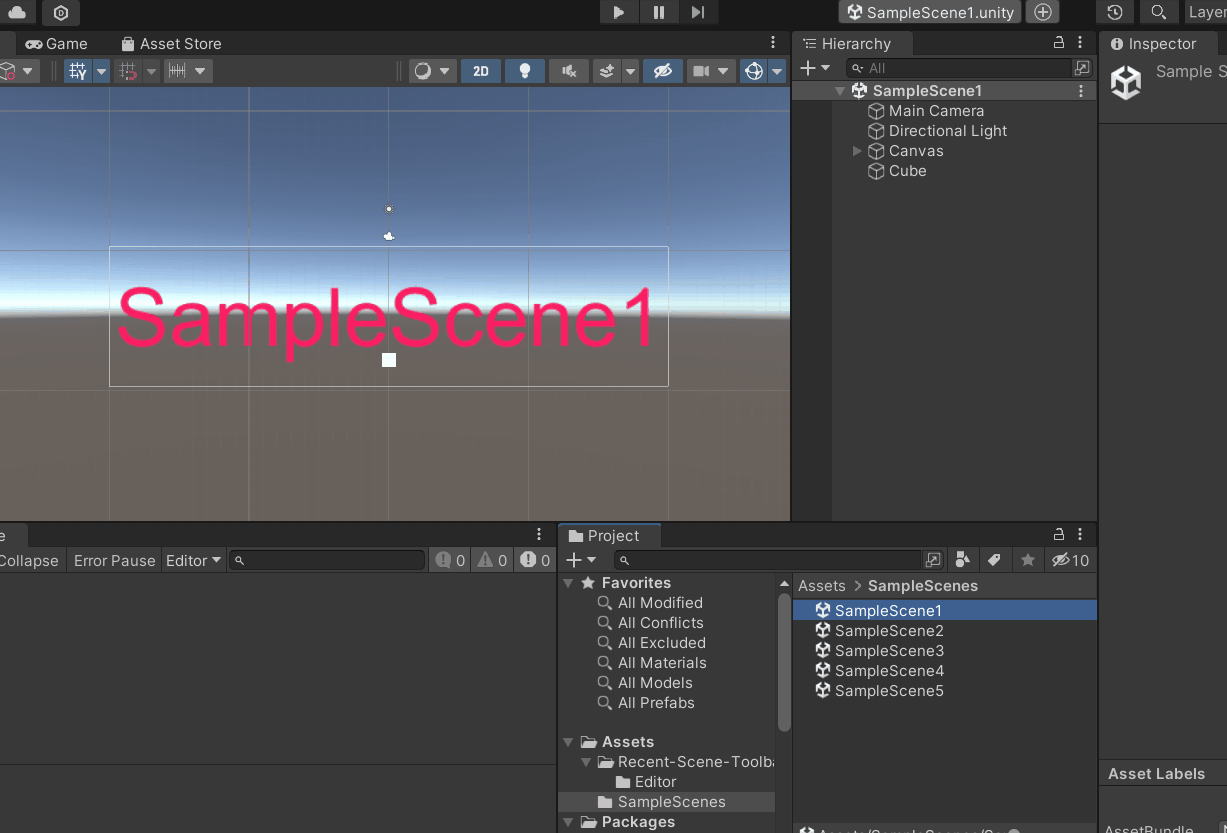 SampleScene1.unity
Layer
Game
Asset Store
Hierarchy
Inspector
2D
All
Sample S
SampleScene1
Main Camera
Directional Light
Canvas
Cube
SampleScene1
e
Project
Collapse
Error Pause
Editor
0
0
0
10
Favorites
All Modified
All Conflicts
All Excluded
All Materials
All Models
All Prefabs
Assets
Recent-Scene-Toolba
Editor
SampleScenes
Packages
Assets > SampleScenes
SampleScene1
SampleScene2
SampleScene3
SampleScene4
SampleScene5
Asset Labels
AssetBundle